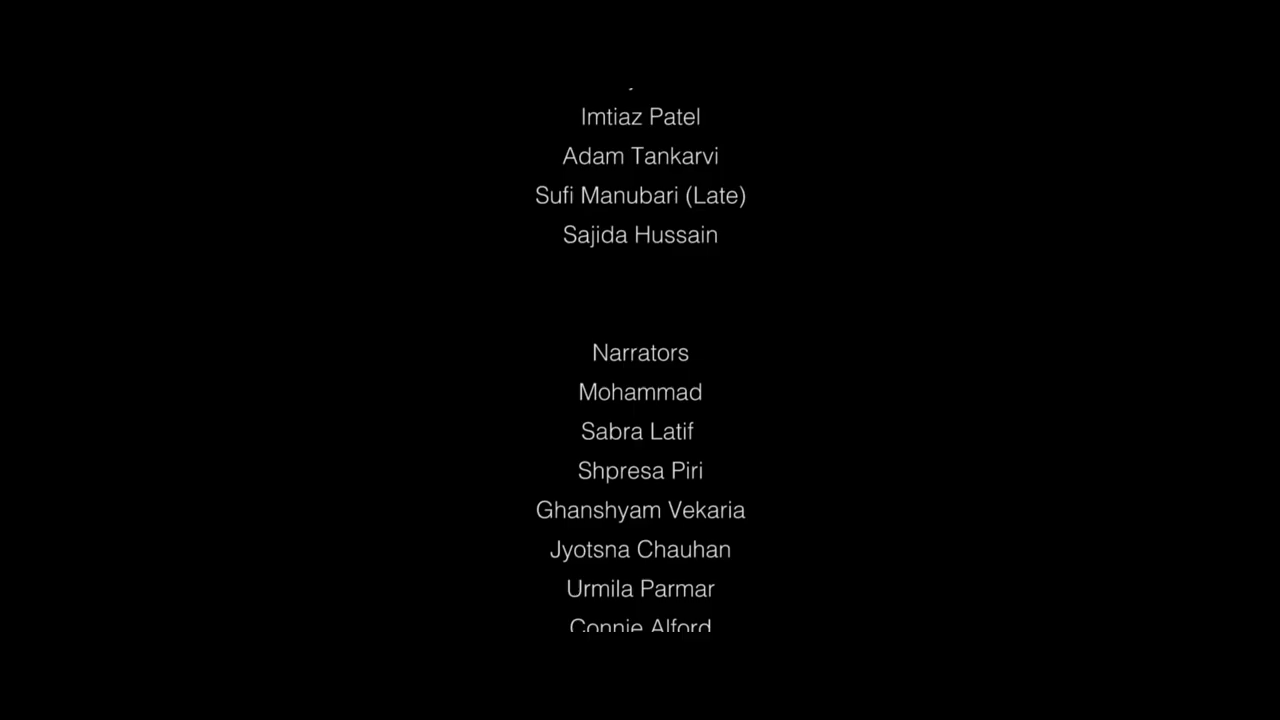 Imtiaz Patel
Adam Tankarvi
Sufi Manubari (Late)
Sajida Hussain
Narrators
Mohammad
Sabra Latif
Shpresa Piri
Ghanshyam Vekaria
Jyotsna Chauhan
Urmila Parmar
Connie Alford